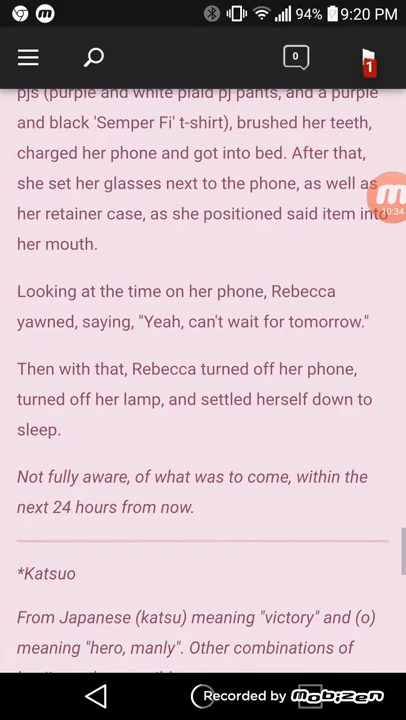 94% 9:20 PM
0
1
pjs (purple and white plaid pj pants, and a purple
and black 'Semper Fi' t-shirt), brushed her teeth,
charged her phone and got into bed. After that,
she set her glasses next to the phone, as well as
her retainer case, as she positioned said item into
10:34
her mouth.
Looking at the time on her phone, Rebecca
yawned, saying, "Yeah, can't wait for tomorrow."
Then with that, Rebecca turned off her phone,
turned off her lamp, and settled herself down to
sleep.
Not fully aware, of what was to come, within the
next 24 hours from now.
*Katsuo
From Japanese (katsu) meaning "victory" and (o)
meaning "hero, manly". Other combinations of
Recorded by Mobizen